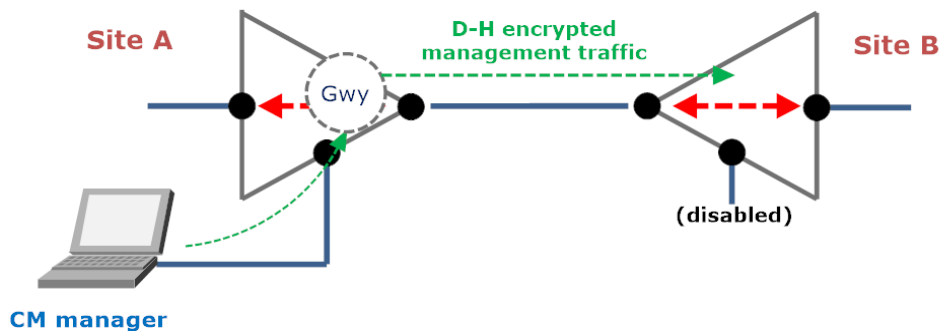 Site A
D-H encrypted
management traffic
Site B
Gwy
(disabled)
CM manager